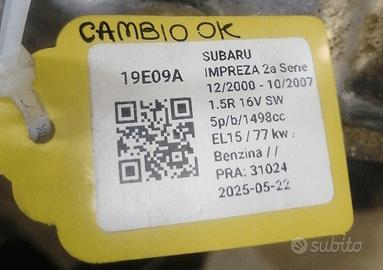 CAMBIO OK
19E09A
SUBARU
IMPREZA 2a Serie
12/2000 - 10/2007
1.5R 16V SW
5p/b/1498cc
EL15 / 77 kw
Benzina / /
PRA: 31024
2025-05-22
subito